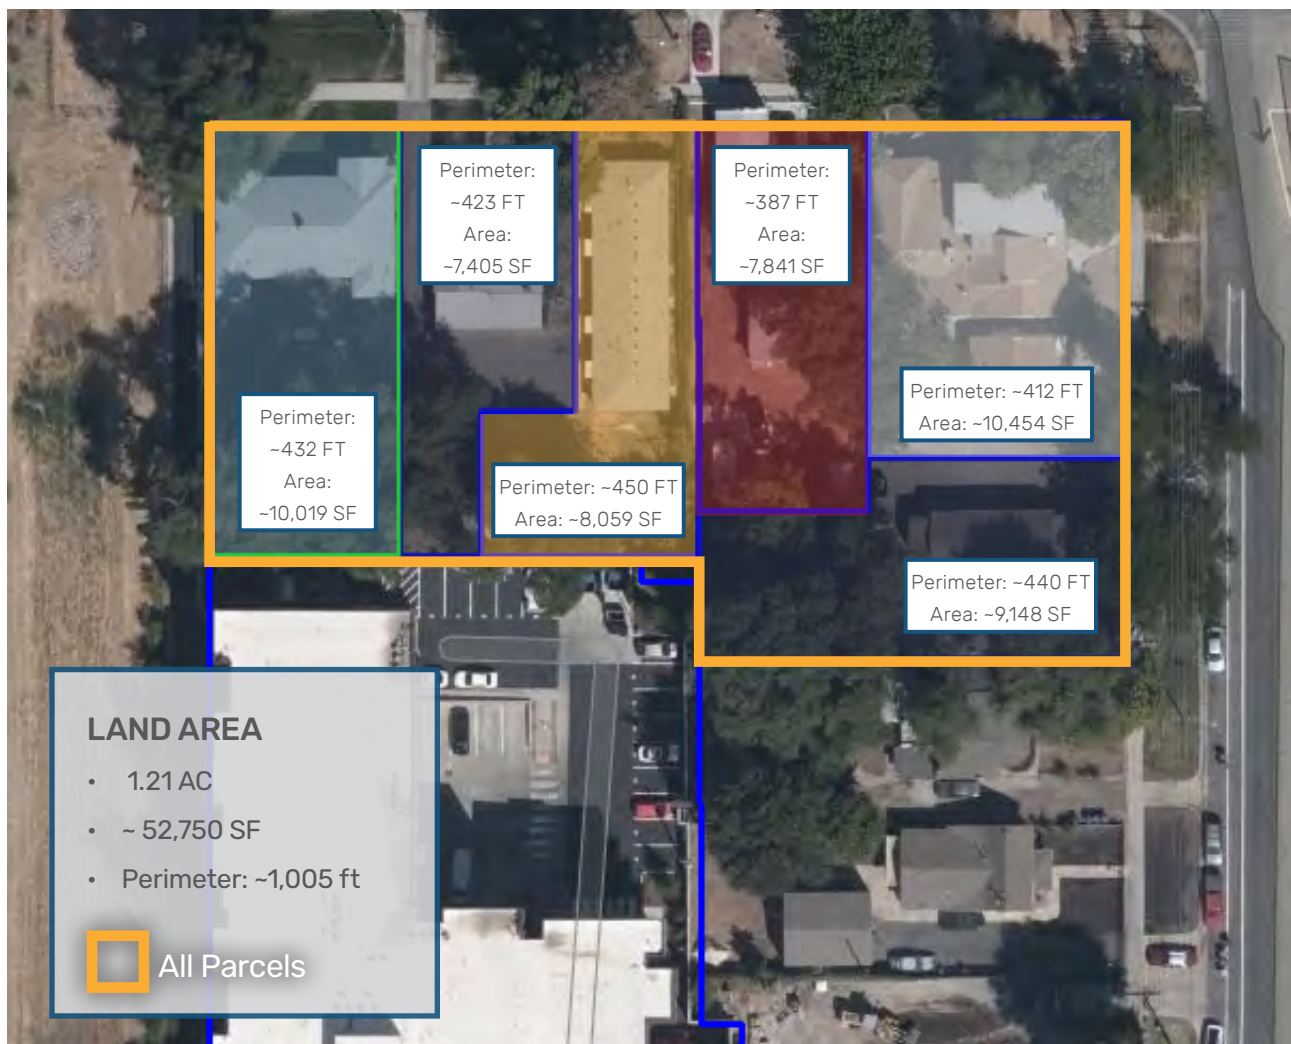 Perimeter:
~423 FT
Area:
~7,405 SF
Perimeter:
~387 FT
Area:
~7,841 SF
Perimeter: ~412 FT
Area: ~10,454 SF
Perimeter:
~432 FT
Area:
~10,019 SF
Perimeter: ~450 FT
Area: ~8,059 SF
Perimeter: ~440 FT
Area: ~9,148 SF
LAND AREA
• 1.21 AC
• ~ 52,750 SF
• Perimeter: ~1,005 ft
All Parcels